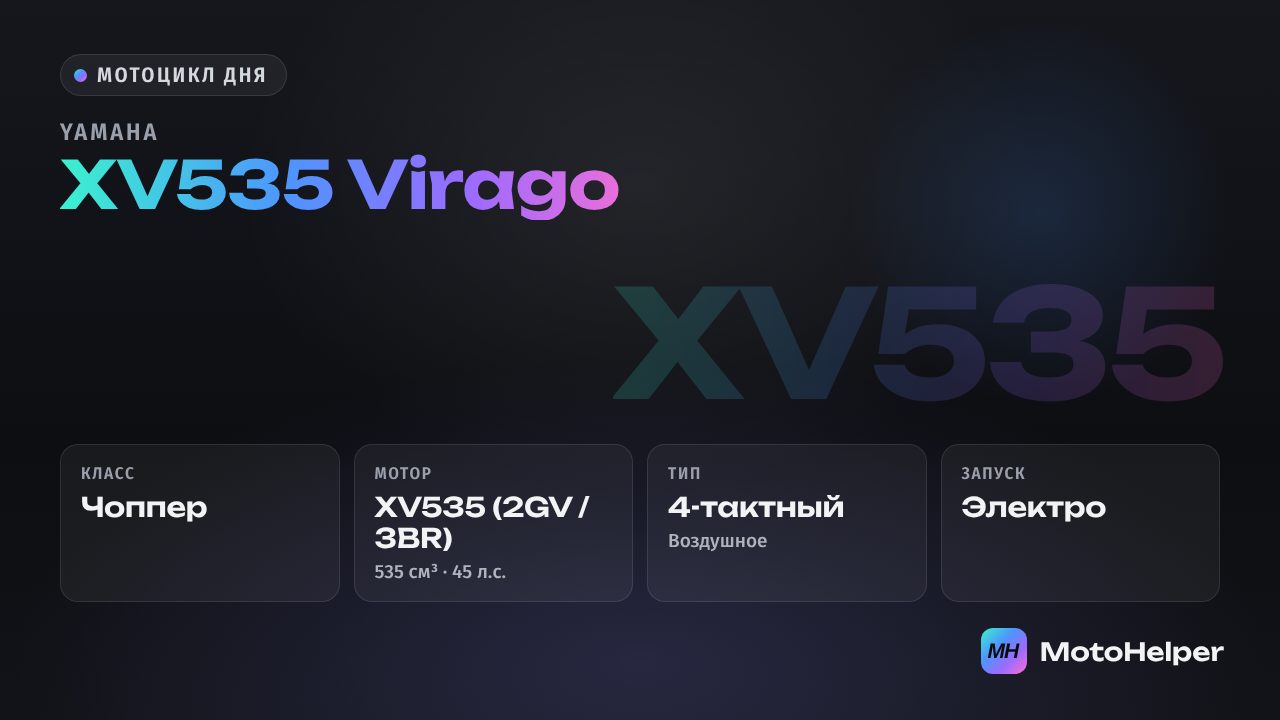 МОТОЦИКЛ ДНЯ
YAMAHA
XV535 Virago
XV535
КЛАСС
Чоппер
МОТОР
XV535 (2GV /
3BR)
535 см³ · 45 л.с.
ТИП
4-тактный
Воздушное
ЗАПУСК
Электро
MH MotoHelper